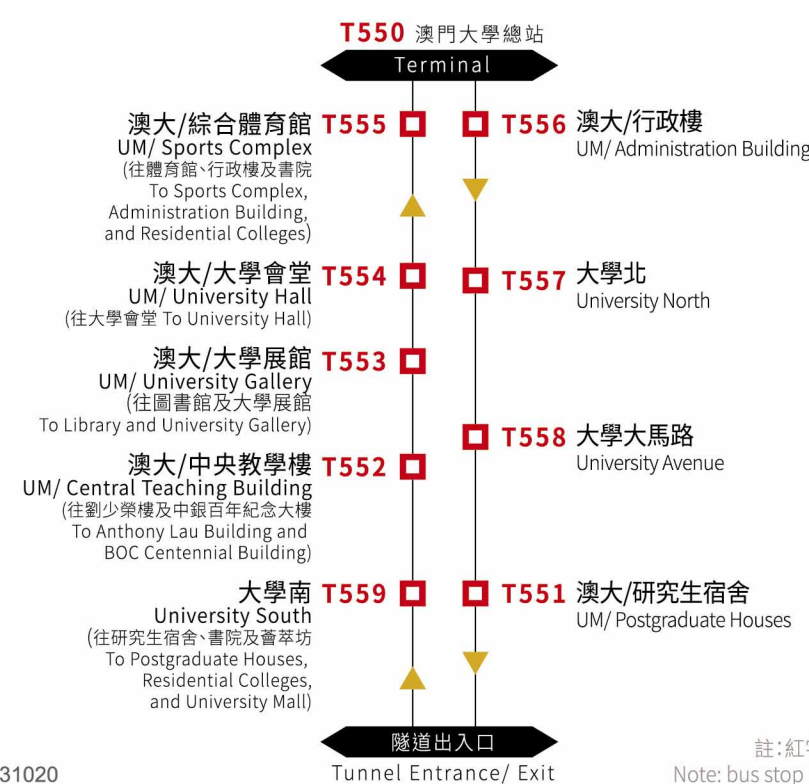 T550 澳門大學總站
Terminal
澳大/綜合體育館 T555
UM/ Sports Complex
(往體育館、行政樓及書院
To Sports Complex,
Administration Building,
and Residential Colleges)
T556 澳大/行政樓
UM/ Administration Building
澳大/大學會堂 T554
UM/ University Hall
(往大學會堂 To University Hall)
T557 大學北
University North
澳大/大學展館 T553
UM/ University Gallery
(往圖書館及大學展館
To Library and University Gallery)
T558 大學大馬路
University Avenue
澳大/中央教學樓 T552
UM/ Central Teaching Building
(往劉少榮樓及中銀百年紀念大樓
To Anthony Lau Building and
BOC Centennial Building)
大學南 T559
University South
(往研究生宿舍、書院及薈萃坊
To Postgraduate Houses,
Residential Colleges,
and University Mall)
T551 澳大/研究生宿舍
UM/ Postgraduate Houses
隧道出入口
Tunnel Entrance/ Exit
31020
註：紅字
Note: bus stop